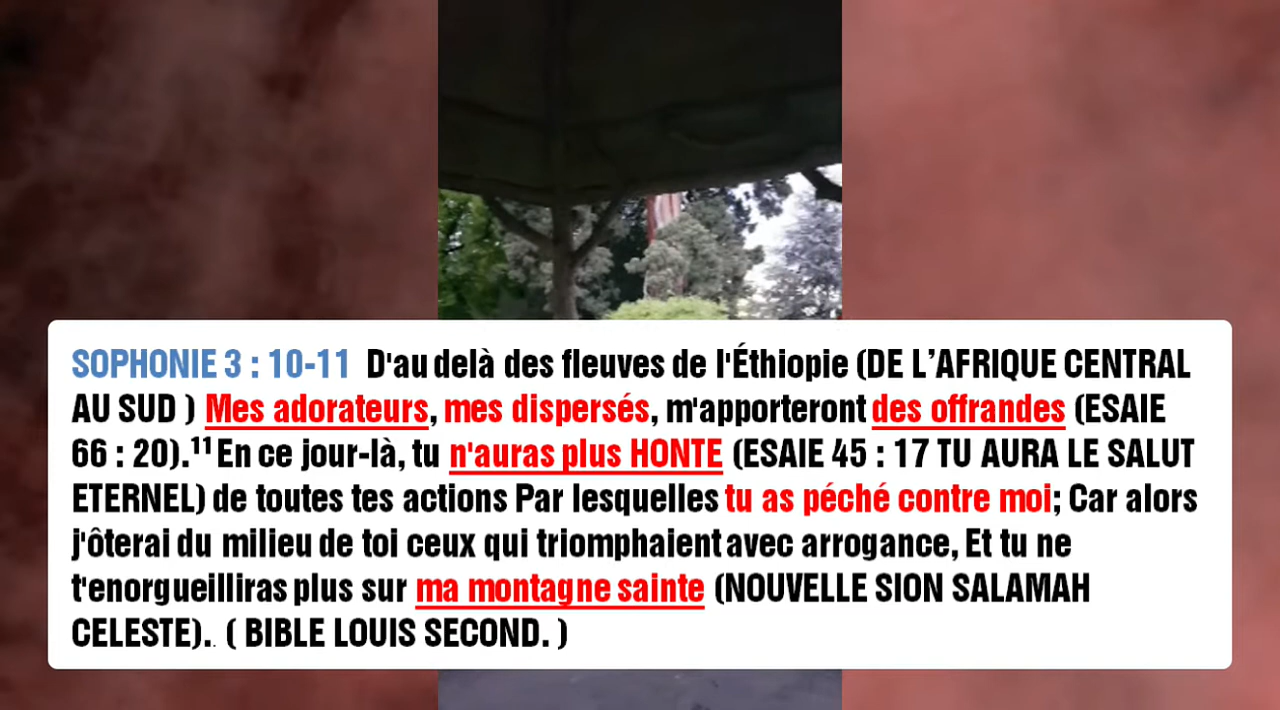 SOPHONIE 3 : 10-11 D'au delà des fleuves de l'Éthiopie (DE L’AFRIQUE CENTRAL
AU SUD ) Mes adorateurs, mes dispersés, m'apporteront des offrandes (ESAIE
66 : 20).¹¹En ce jour-là, tu n'auras plus HONTE (ESAIE 45 : 17 TU AURA LE SALUT
ETERNEL) de toutes tes actions Par lesquelles tu as péché contre moi; Car alors
j'ôterai du milieu de toi ceux qui triomphaient avec arrogance, Et tu ne
t'enorgueilliras plus sur ma montagne sainte (NOUVELLE SION SALAMAH
CELESTE).. ( BIBLE LOUIS SECOND. )